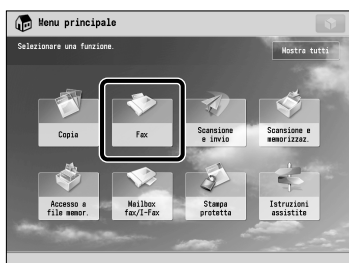 Menu principale
Selezionare una funzione.
Mostra tutti
Copia
Fax
Scansione
e invio
Scansione e
memorizzaz.
Accesso a
file memor.
Mailbox
fax/I-Fax
Stampa
protetta
Istruzioni
assistite